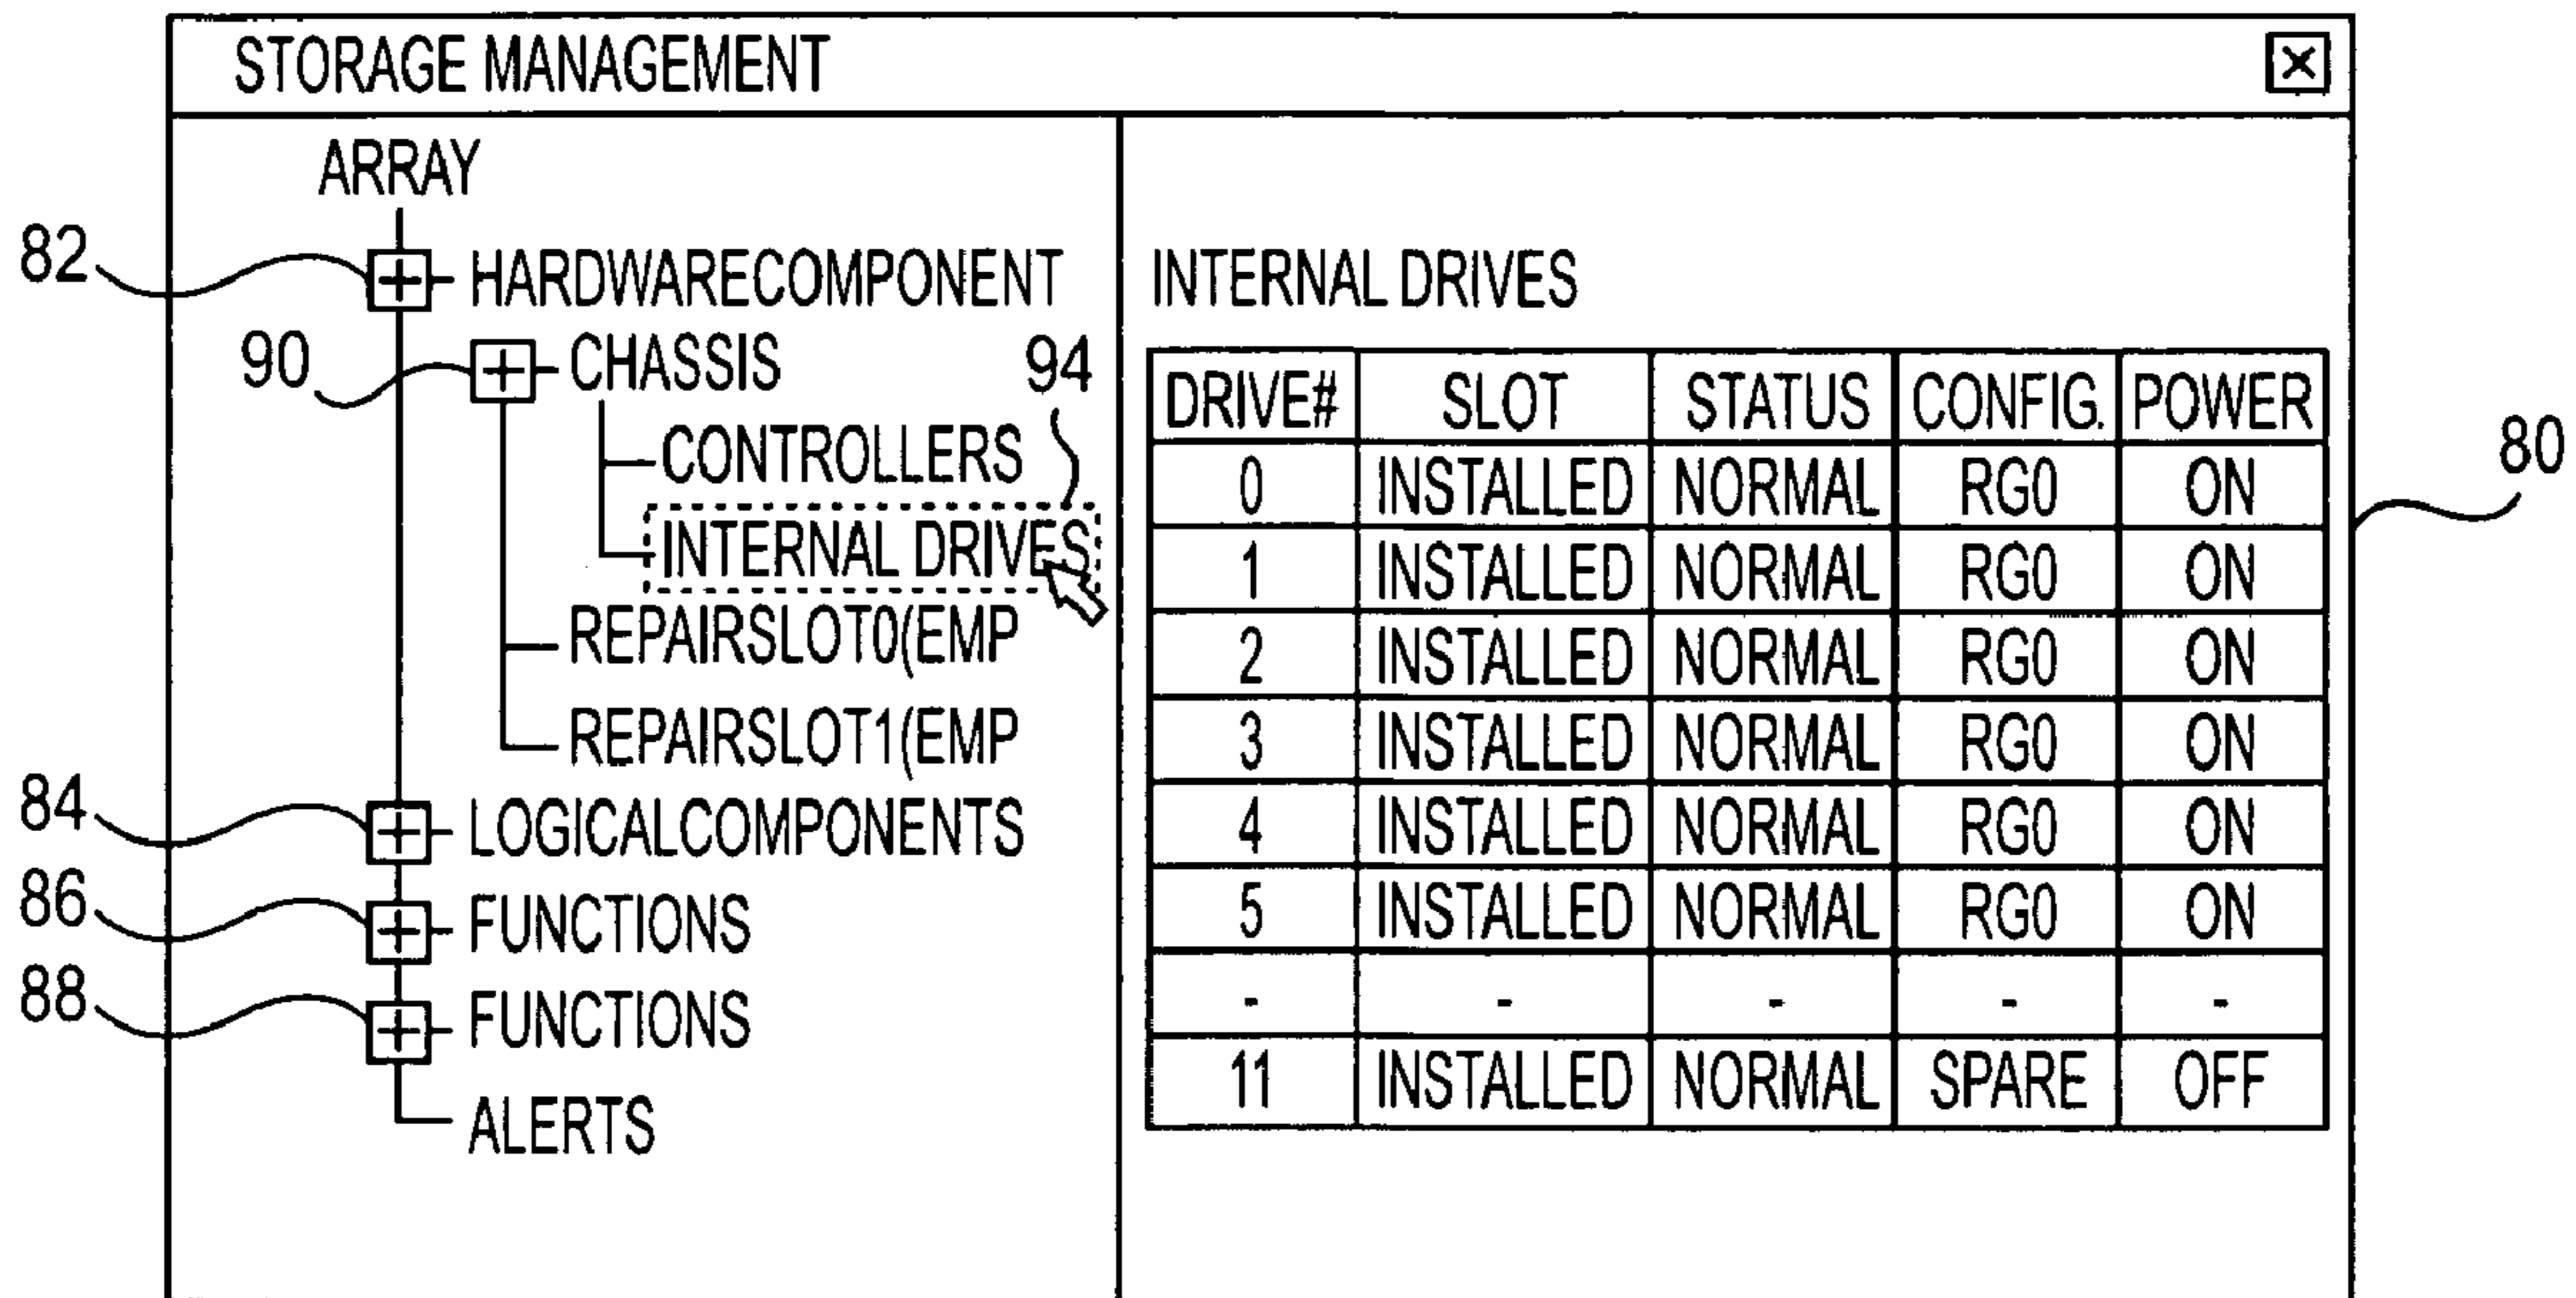 STORAGE MANAGEMENT
ARRAY
82
HARDWARECOMPONENT
90
CHASSIS
94
CONTROLLERS
INTERNAL DRIVES
REPAIRSLOT0(EMP
REPAIRSLOT1(EMP
84
LOGICALCOMPONENTS
86
FUNCTIONS
88
FUNCTIONS
ALERTS
INTERNAL DRIVES
DRIVE# SLOT STATUS CONFIG. POWER
0 INSTALLED NORMAL RG0 ON
1 INSTALLED NORMAL RG0 ON
2 INSTALLED NORMAL RG0 ON
3 INSTALLED NORMAL RG0 ON
4 INSTALLED NORMAL RG0 ON
5 INSTALLED NORMAL RG0 ON
- - - - -
11 INSTALLED NORMAL SPARE OFF
80